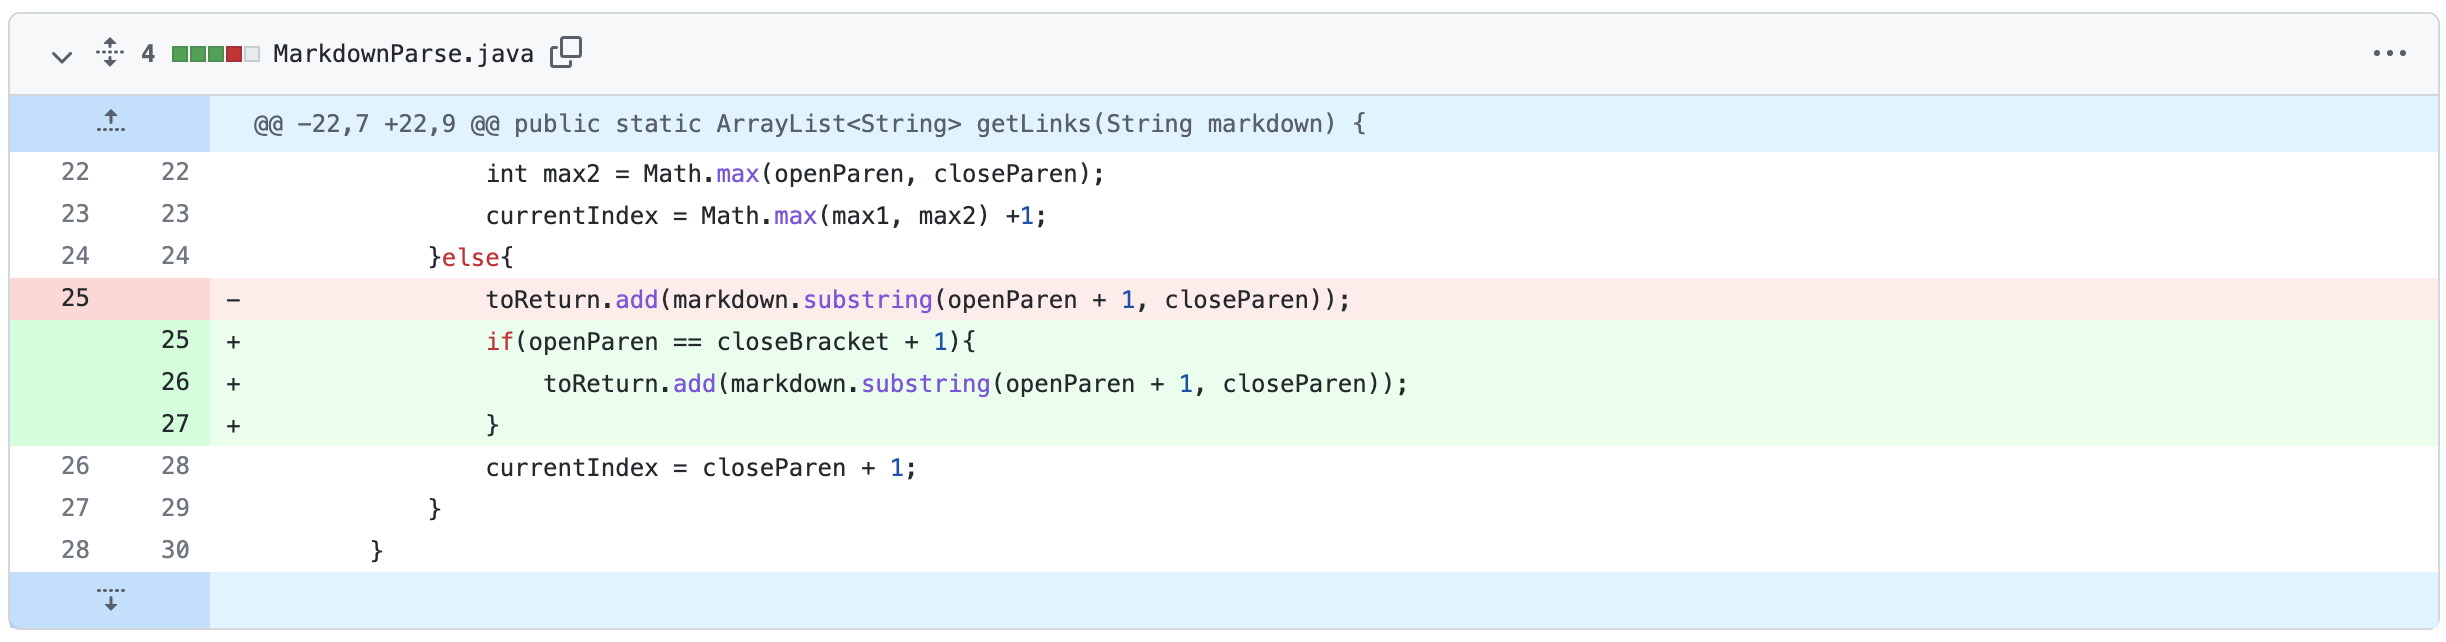 4 MarkdownParse.java
@@ -22,7 +22,9 @@ public static ArrayList<String> getLinks(String markdown) {
22 22 int max2 = Math.max(openParen, closeParen);
23 23 currentIndex = Math.max(max1, max2) +1;
24 24 }else{
25 - toReturn.add(markdown.substring(openParen + 1, closeParen));
25 + if(openParen == closeBracket + 1){
26 + toReturn.add(markdown.substring(openParen + 1, closeParen));
27 + }
26 28 currentIndex = closeParen + 1;
27 29 }
28 30 }